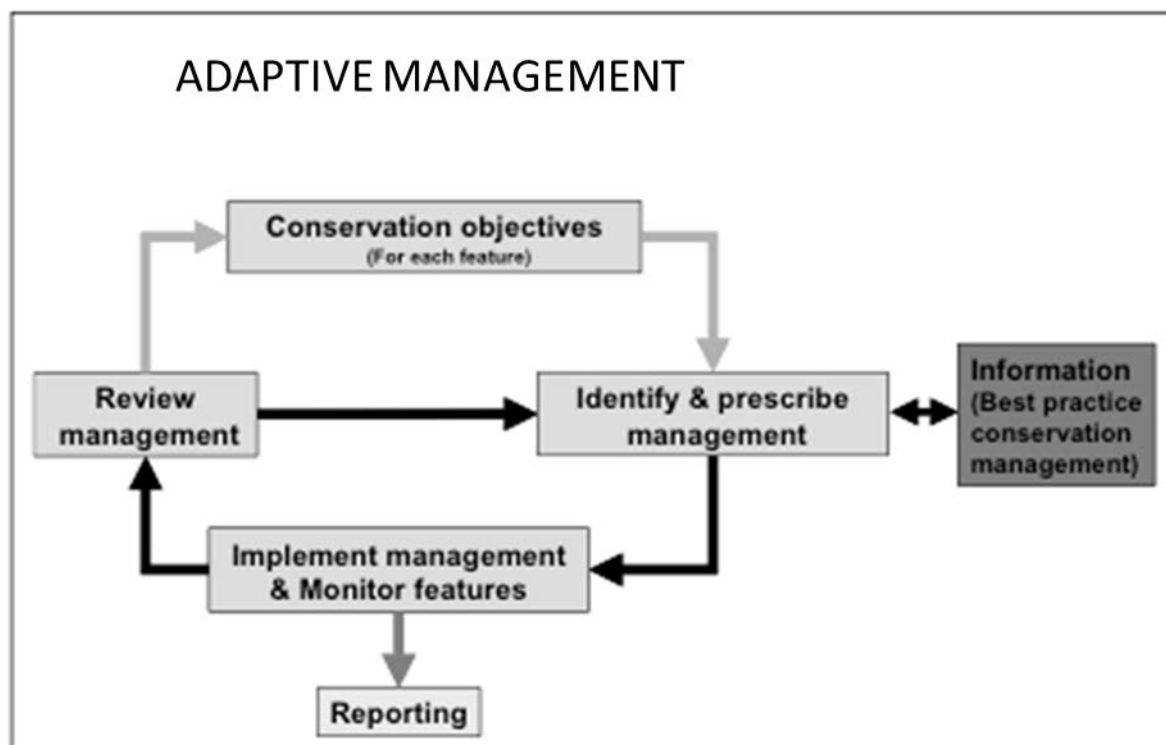 ADAPTIVE MANAGEMENT
Conservation objectives
(For each feature)
Review
management
Identify & prescribe
management
Information
(Best practice
conservation
management)
Implement management
& Monitor features
Reporting